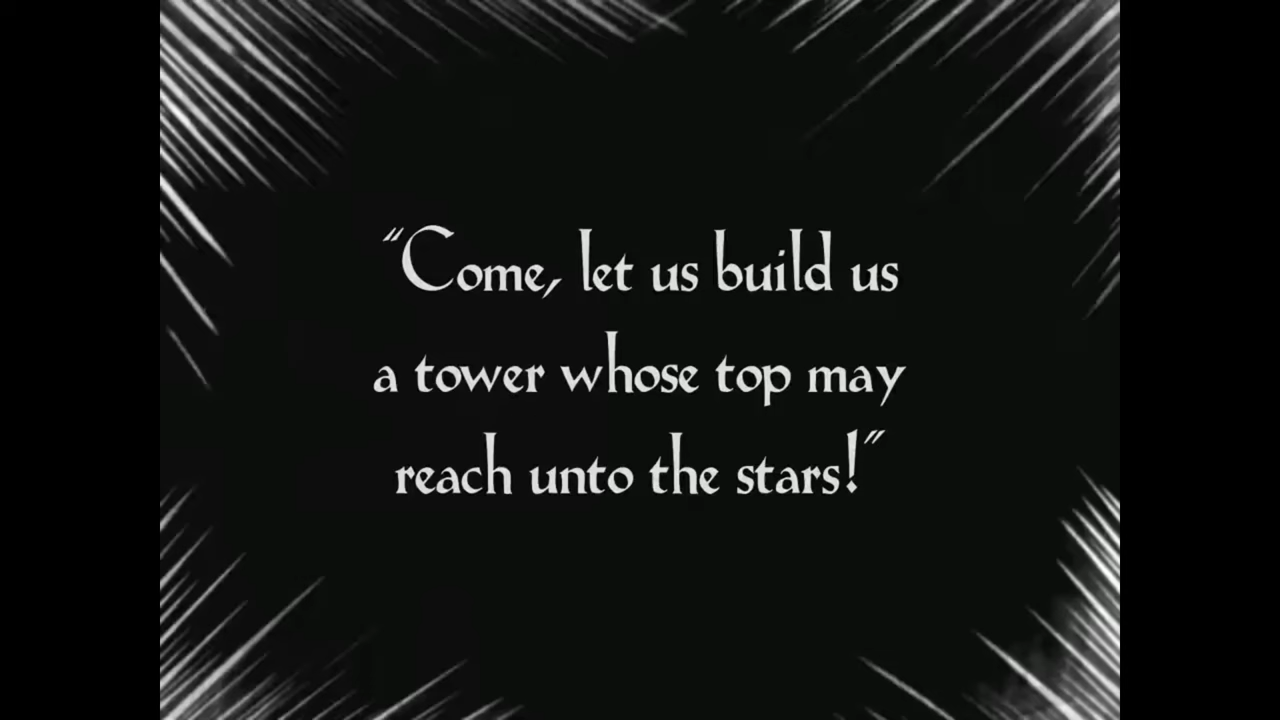 “Come, let us build us
a tower whose top may
reach unto the stars!”